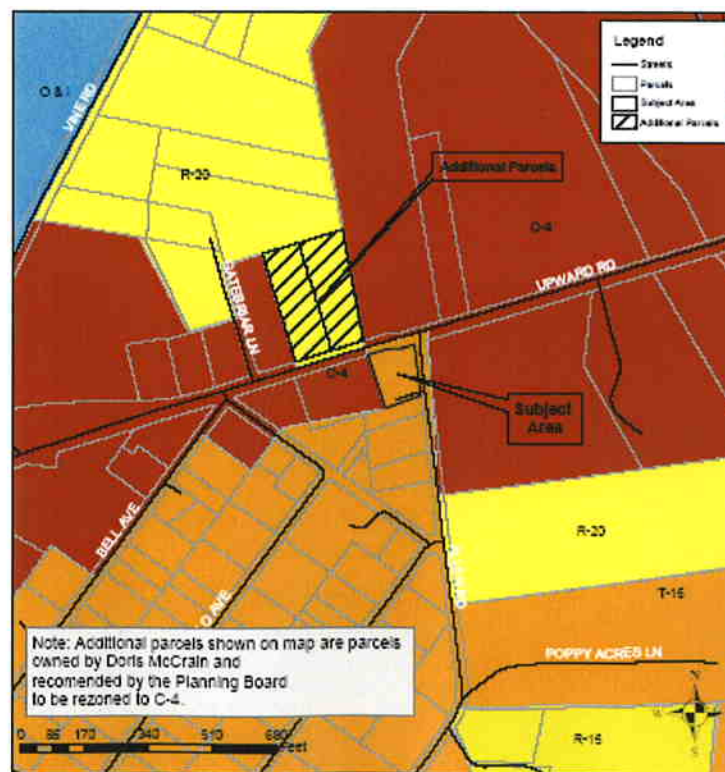 Legend
Streets
Parcels
Subject Area
Additional Parcels
O & I
VINE RD
R-20
Additional Parcels
C-4
UPWARD RD
C-4
Subject
Area
BELL AVE
AVE
R-20
T-15
POPPY ACRES LN
R-15
Note: Additional parcels shown on map are parcels
owned by Doris McCrain and
recomended by the Planning Board
to be rezoned to C-4.
0 85 170 340 510 680
Feet